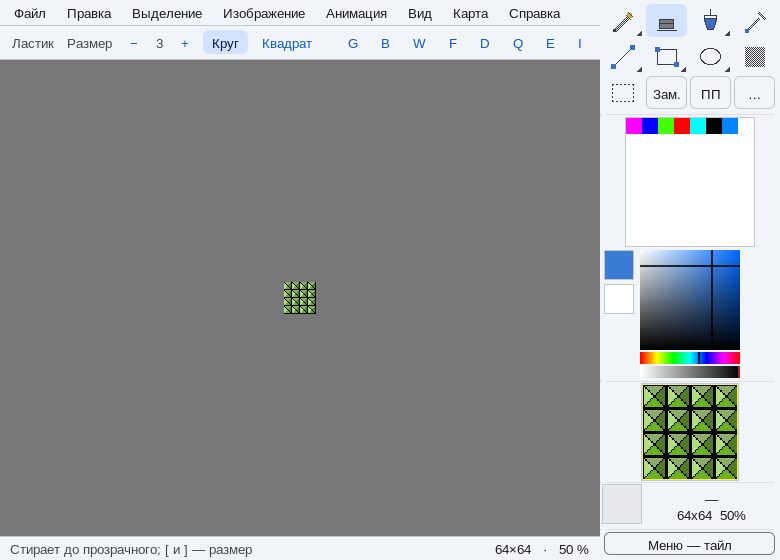 Файл Правка Выделение Изображение Анимация Вид Карта Справка
Ластик Размер − 3 + Круг Квадрат G B W F D Q E I
Зам. ПП …
—
64x64 50%
Меню — тайл
Стирает до прозрачного; [ и ] — размер 64×64 · 50 %